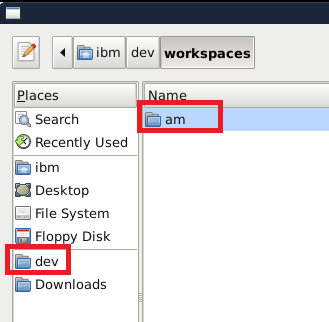 ibm dev workspaces
Places
Search
Recently Used
ibm
Desktop
File System
Floppy Disk
dev
Downloads
Name
am